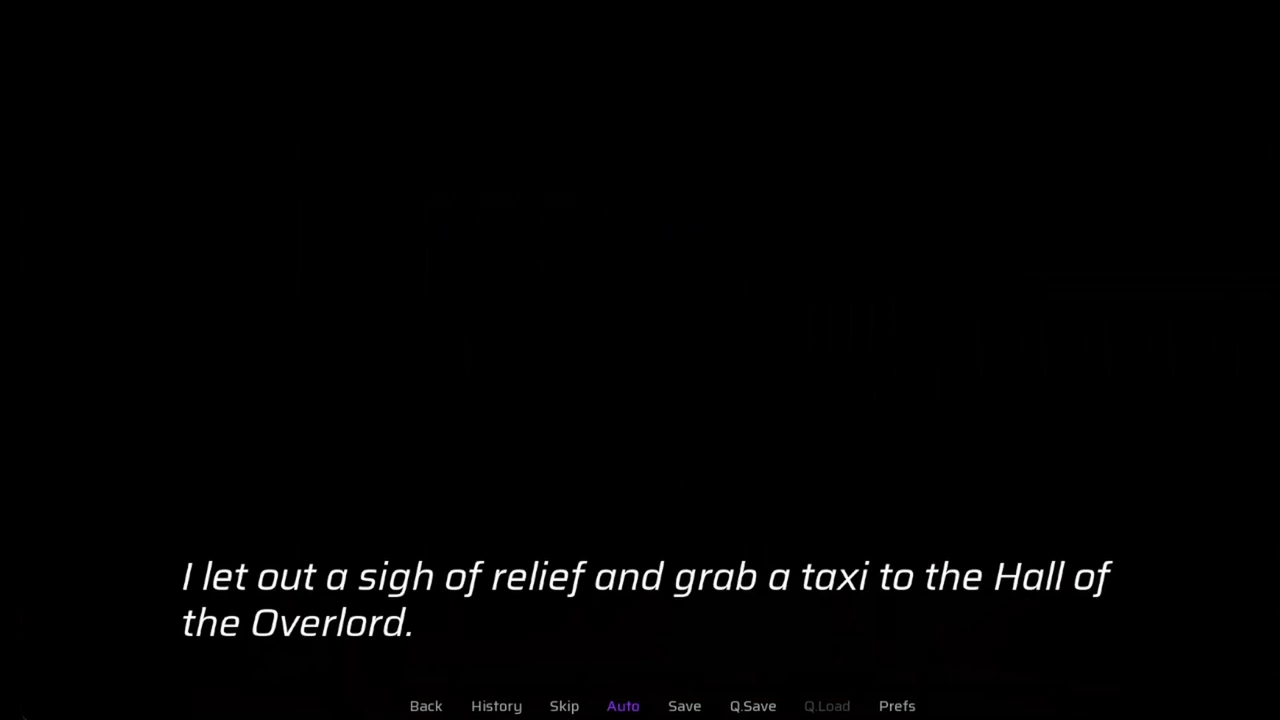 I let out a sigh of relief and grab a taxi to the Hall of
the Overlord.
Back History Skip Auto Save Q.Save Q.Load Prefs